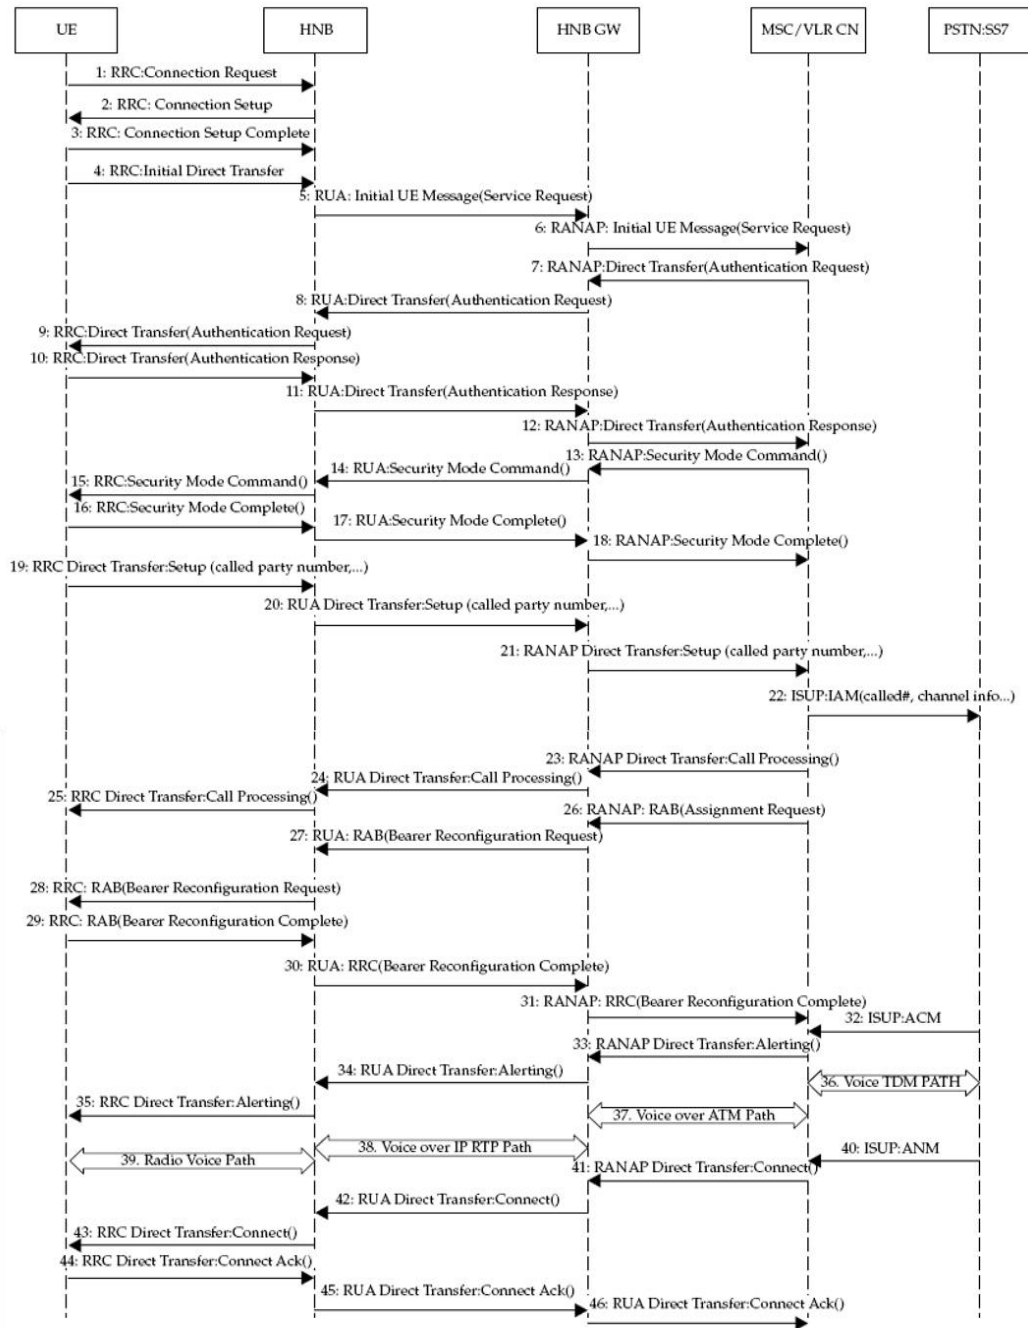 UE
HNB
HNB GW
MSC/VLR CN
PSTN:SS7
1: RRC:Connection Request
2: RRC: Connection Setup
3: RRC: Connection Setup Complete
4: RRC:Initial Direct Transfer
5: RUA: Initial UE Message(Service Request)
6: RANAP: Initial UE Message(Service Request)
7: RANAP:Direct Transfer(Authentication Request)
8: RUA:Direct Transfer(Authentication Request)
9: RRC:Direct Transfer(Authentication Request)
10: RRC:Direct Transfer(Authentication Response)
11: RUA:Direct Transfer(Authentication Response)
12: RANAP:Direct Transfer(Authentication Response)
13: RANAP:Security Mode Command()
14: RUA:Security Mode Command()
15: RRC:Security Mode Command()
16: RRC:Security Mode Complete()
17: RUA:Security Mode Complete()
18: RANAP:Security Mode Complete()
19: RRC Direct Transfer:Setup (called party number,...)
20: RUA Direct Transfer:Setup (called party number,...)
21: RANAP Direct Transfer:Setup (called party number,...)
22: ISUP:IAM(called#, channel info...)
23: RANAP Direct Transfer:Call Processing()
24: RUA Direct Transfer:Call Processing()
25: RRC Direct Transfer:Call Processing()
26: RANAP: RAB(Assignment Request)
27: RUA: RAB(Bearer Reconfiguration Request)
28: RRC: RAB(Bearer Reconfiguration Request)
29: RRC: RAB(Bearer Reconfiguration Complete)
30: RUA: RRC(Bearer Reconfiguration Complete)
31: RANAP: RRC(Bearer Reconfiguration Complete)
32: ISUP:ACM
33: RANAP Direct Transfer:Alerting()
34: RUA Direct Transfer:Alerting()
36. Voice TDM PATH
35: RRC Direct Transfer:Alerting()
37. Voice over ATM Path
38. Voice over IP RTP Path
39. Radio Voice Path
40: ISUP:ANM
41: RANAP Direct Transfer:Connect()
42: RUA Direct Transfer:Connect()
43: RRC Direct Transfer:Connect()
44: RRC Direct Transfer:Connect Ack()
45: RUA Direct Transfer:Connect Ack()
46: RUA Direct Transfer:Connect Ack()